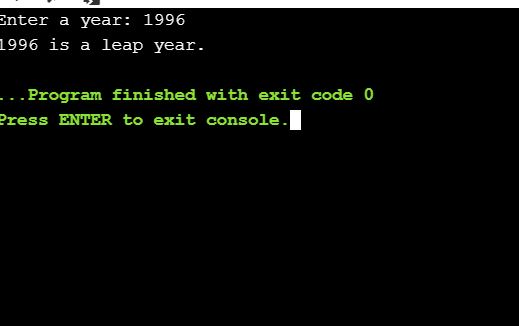 Enter a year: 1996
1996 is a leap year.
...Program finished with exit code 0
Press ENTER to exit console.